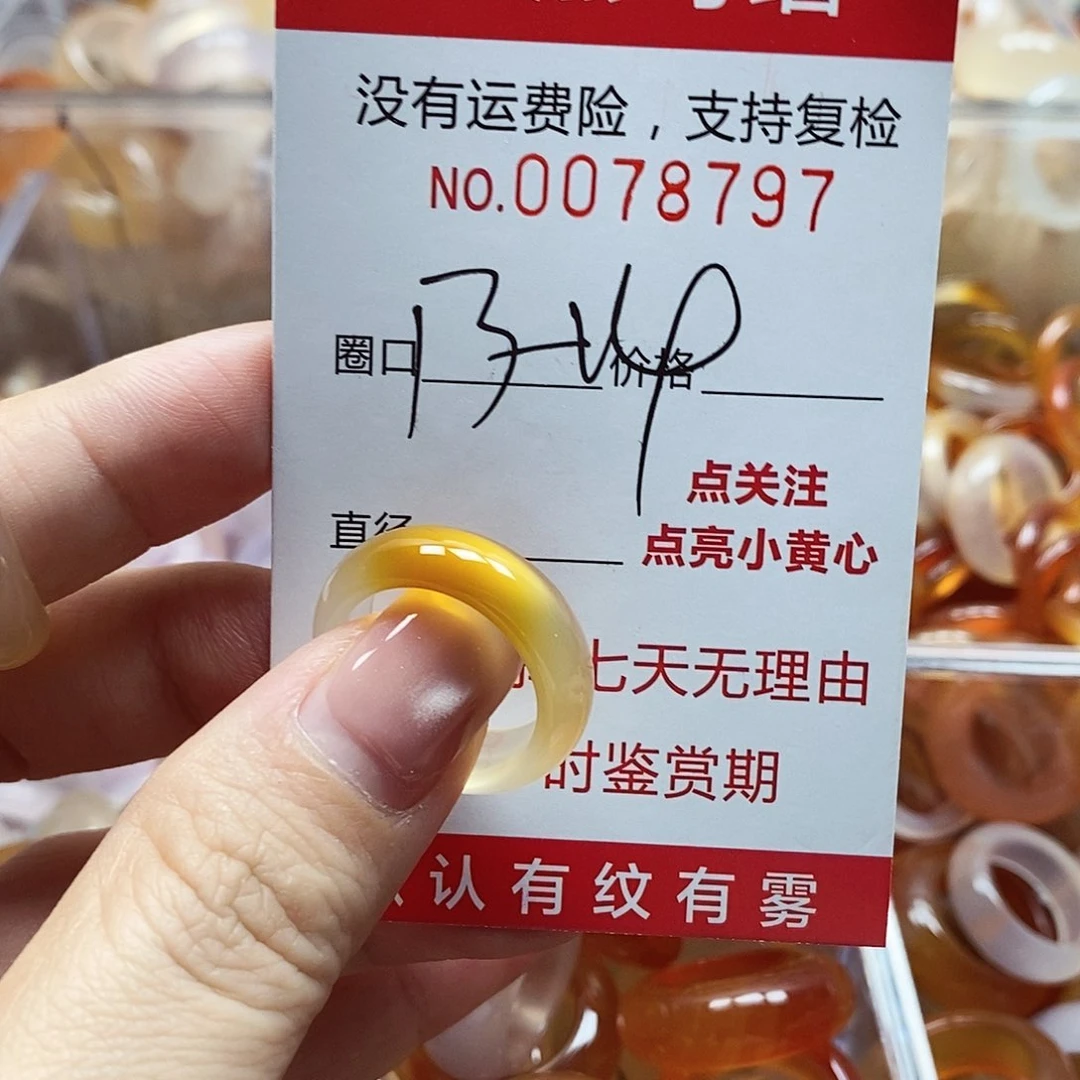 没有运费险，支持复检
NO.0078797
圈口 价格
点关注
直径
点亮小黄心
七天无理由
时鉴赏期
认有纹有雾